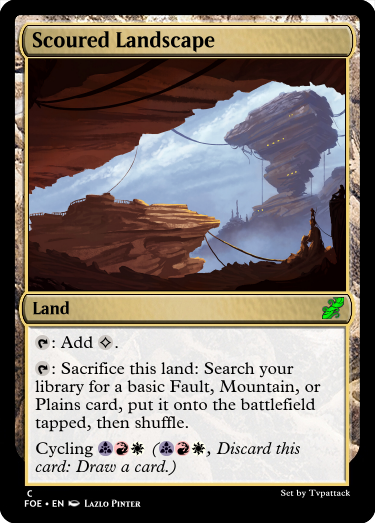 Scoured Landscape
Land
: Add .
: Sacrifice this land: Search your
library for a basic Fault, Mountain, or
Plains card, put it onto the battlefield
tapped, then shuffle.
Cycling (, Discard this
card: Draw a card.)
C
FOE • EN Lazlo Pinter
Set by Tvpattack